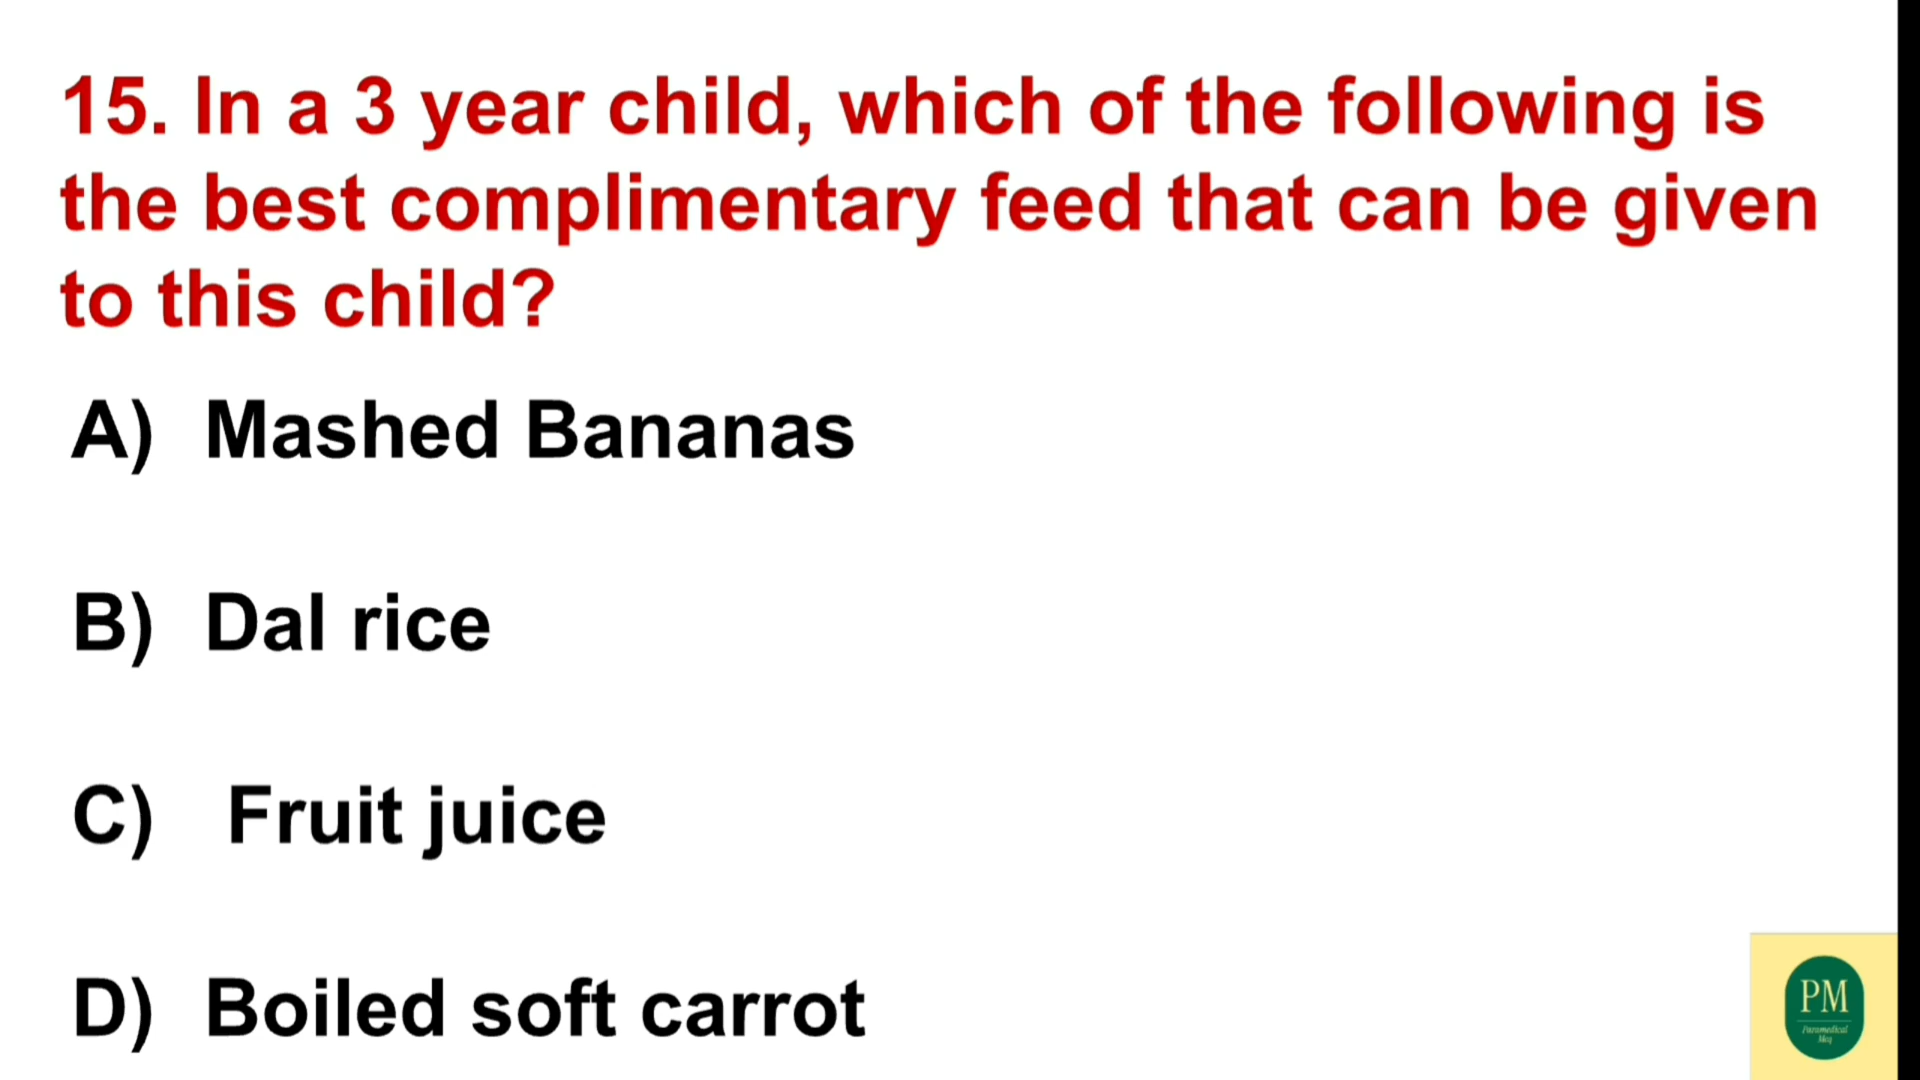 15. In a 3 year child, which of the following is
the best complimentary feed that can be given
to this child?
A) Mashed Bananas
B) Dal rice
C) Fruit juice
D) Boiled soft carrot
PM
Paramedical
Mcq